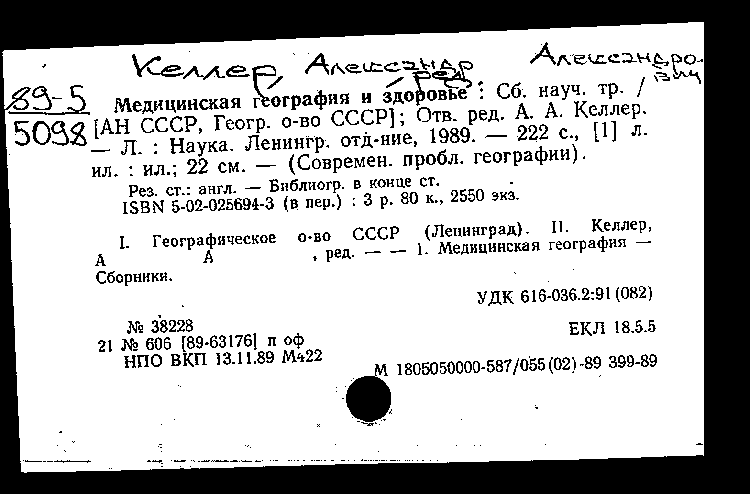 Келлер, Александр Александро-
вич
, ред.
89-5
5098
Медицинская география и здоровье : Сб. науч. тр. /
[АН СССР, Геогр. о-во СССР]; Отв. ред. А. А. Келлер.
— Л. : Наука. Ленингр. отд-ние, 1989. — 222 с., [1] л.
ил. : ил.; 22 см. — (Современ. пробл. географии).
Рез. ст.: англ. — Библиогр. в конце ст.
ISBN 5-02-025694-3 (в пер.) : 3 р. 80 к., 2550 экз.
I. Географическое о-во СССР (Ленинград). II. Келлер,
А А , ред. — — 1. Медицинская география —
Сборники.
УДК 616-036.2:91 (082)
№ 38228
ЕКЛ 18.5.5
21 № 606 [89-63176] п оф
НПО ВКП 13.11.89 М422
М 1805050000-587/055 (02)-89 399-89